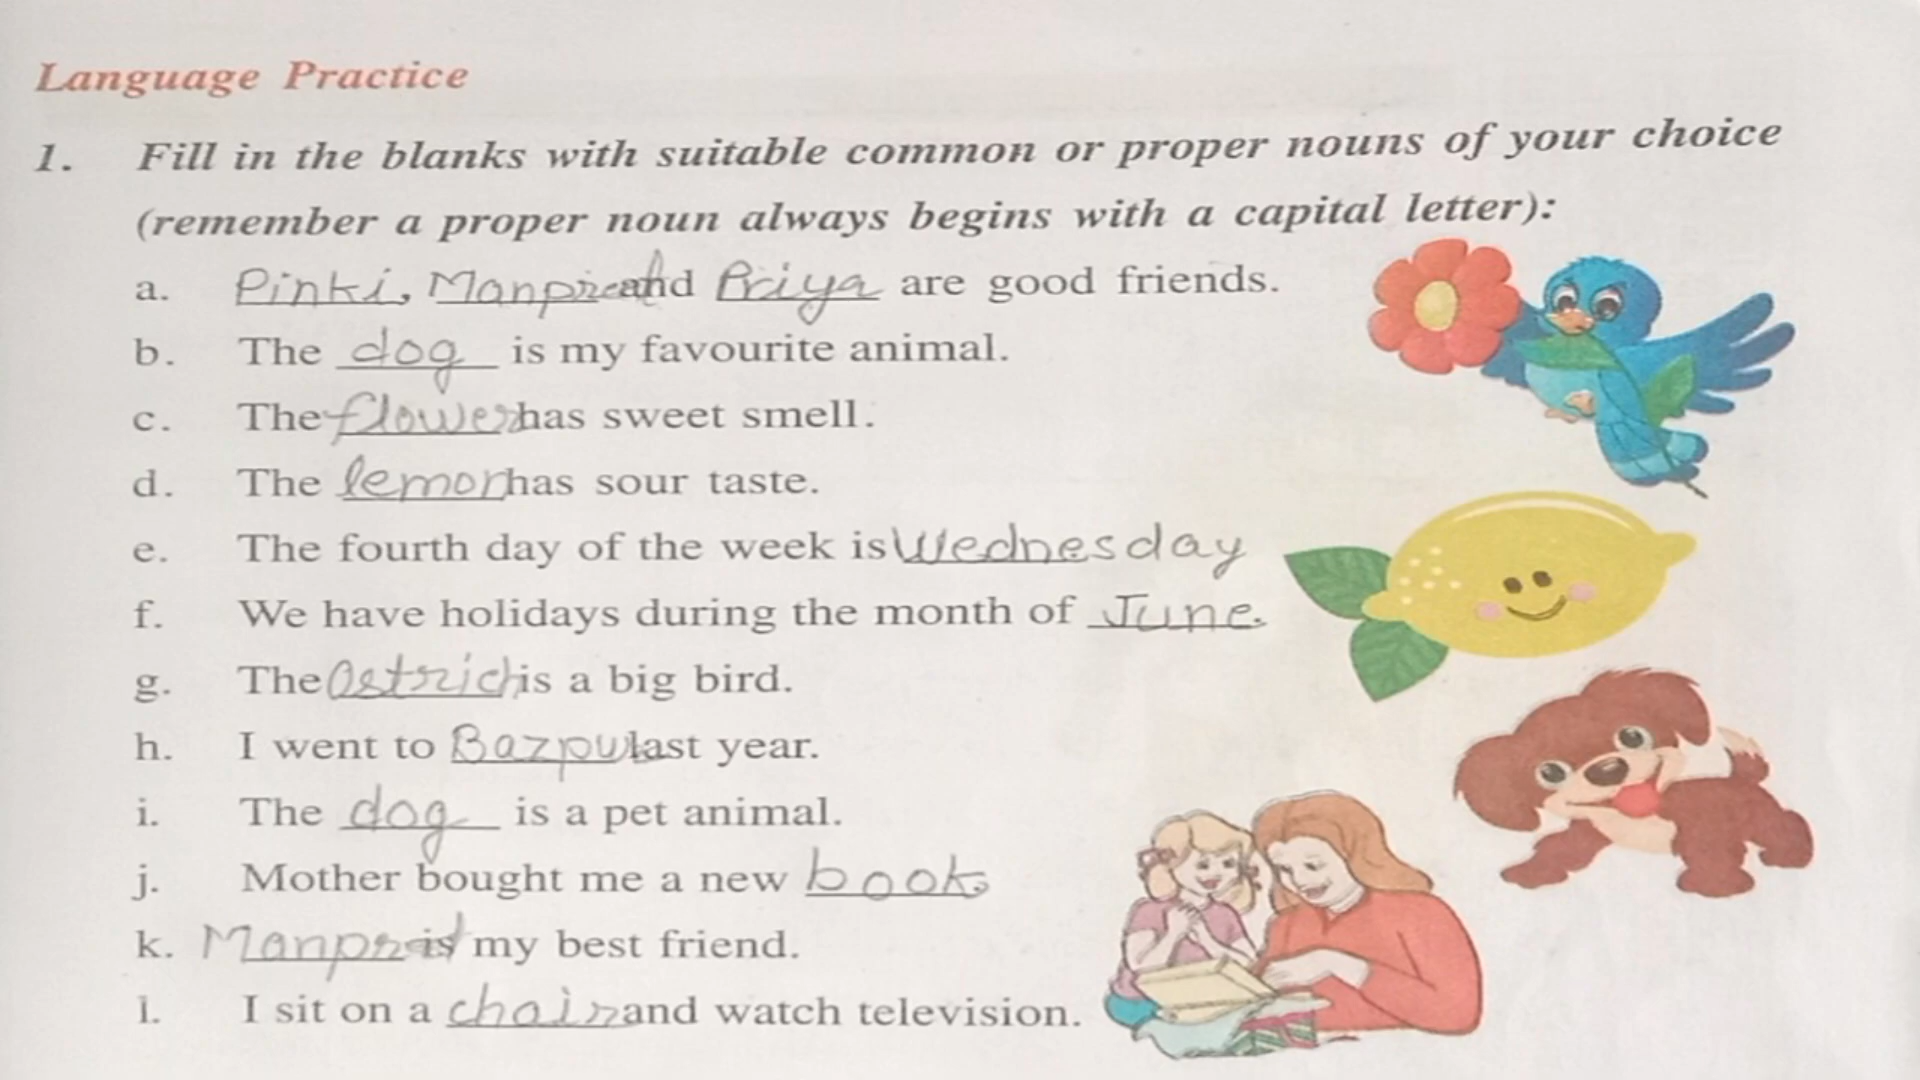 Language Practice
1. Fill in the blanks with suitable common or proper nouns of your choice
(remember a proper noun always begins with a capital letter):
a. Pinki, Manpreet and Priya are good friends.
b. The dog is my favourite animal.
c. The flower has sweet smell.
d. The lemon has sour taste.
e. The fourth day of the week is Wednesday
f. We have holidays during the month of June.
g. The Ostrich is a big bird.
h. I went to Bazpur last year.
i. The dog is a pet animal.
j. Mother bought me a new book.
k. Manpreet is my best friend.
l. I sit on a chair and watch television.